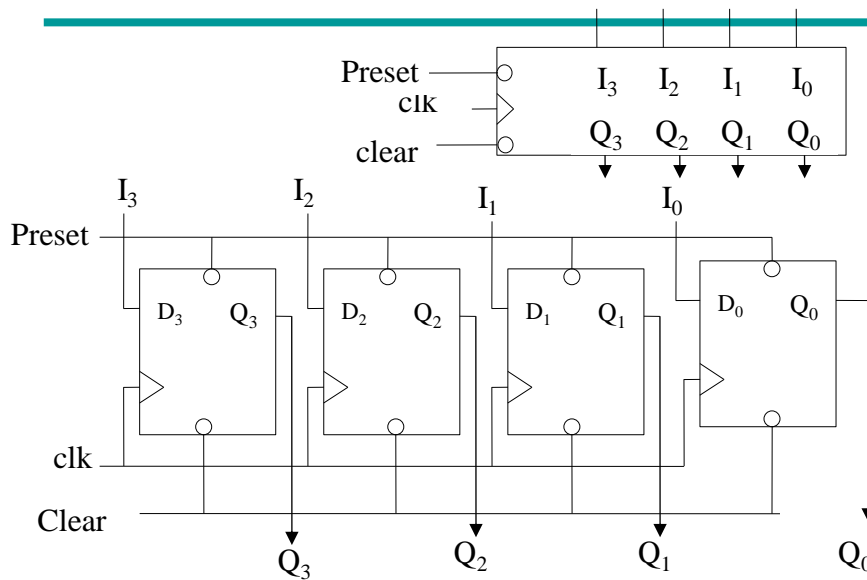 Preset
I₃ I₂ I₁ I₀
clk
Q₃ Q₂ Q₁ Q₀
clear
I₃ I₂ I₁ I₀
Preset
D₃ Q₃ D₂ Q₂ D₁ Q₁ D₀ Q₀
clk
Clear
Q₃ Q₂ Q₁ Q₀